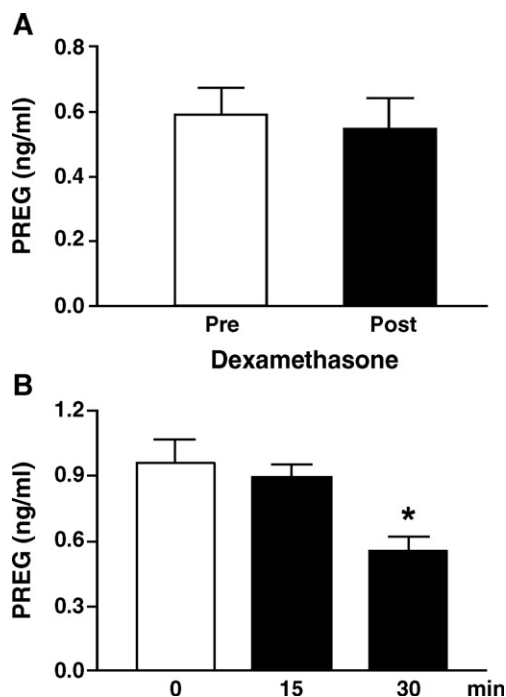 A
PREG (ng/ml)
0.8
0.6
0.4
0.2
0.0
Pre Post
Dexamethasone
B
PREG (ng/ml)
1.2
0.9
0.6
0.3
0.0
*
0 15 30 min